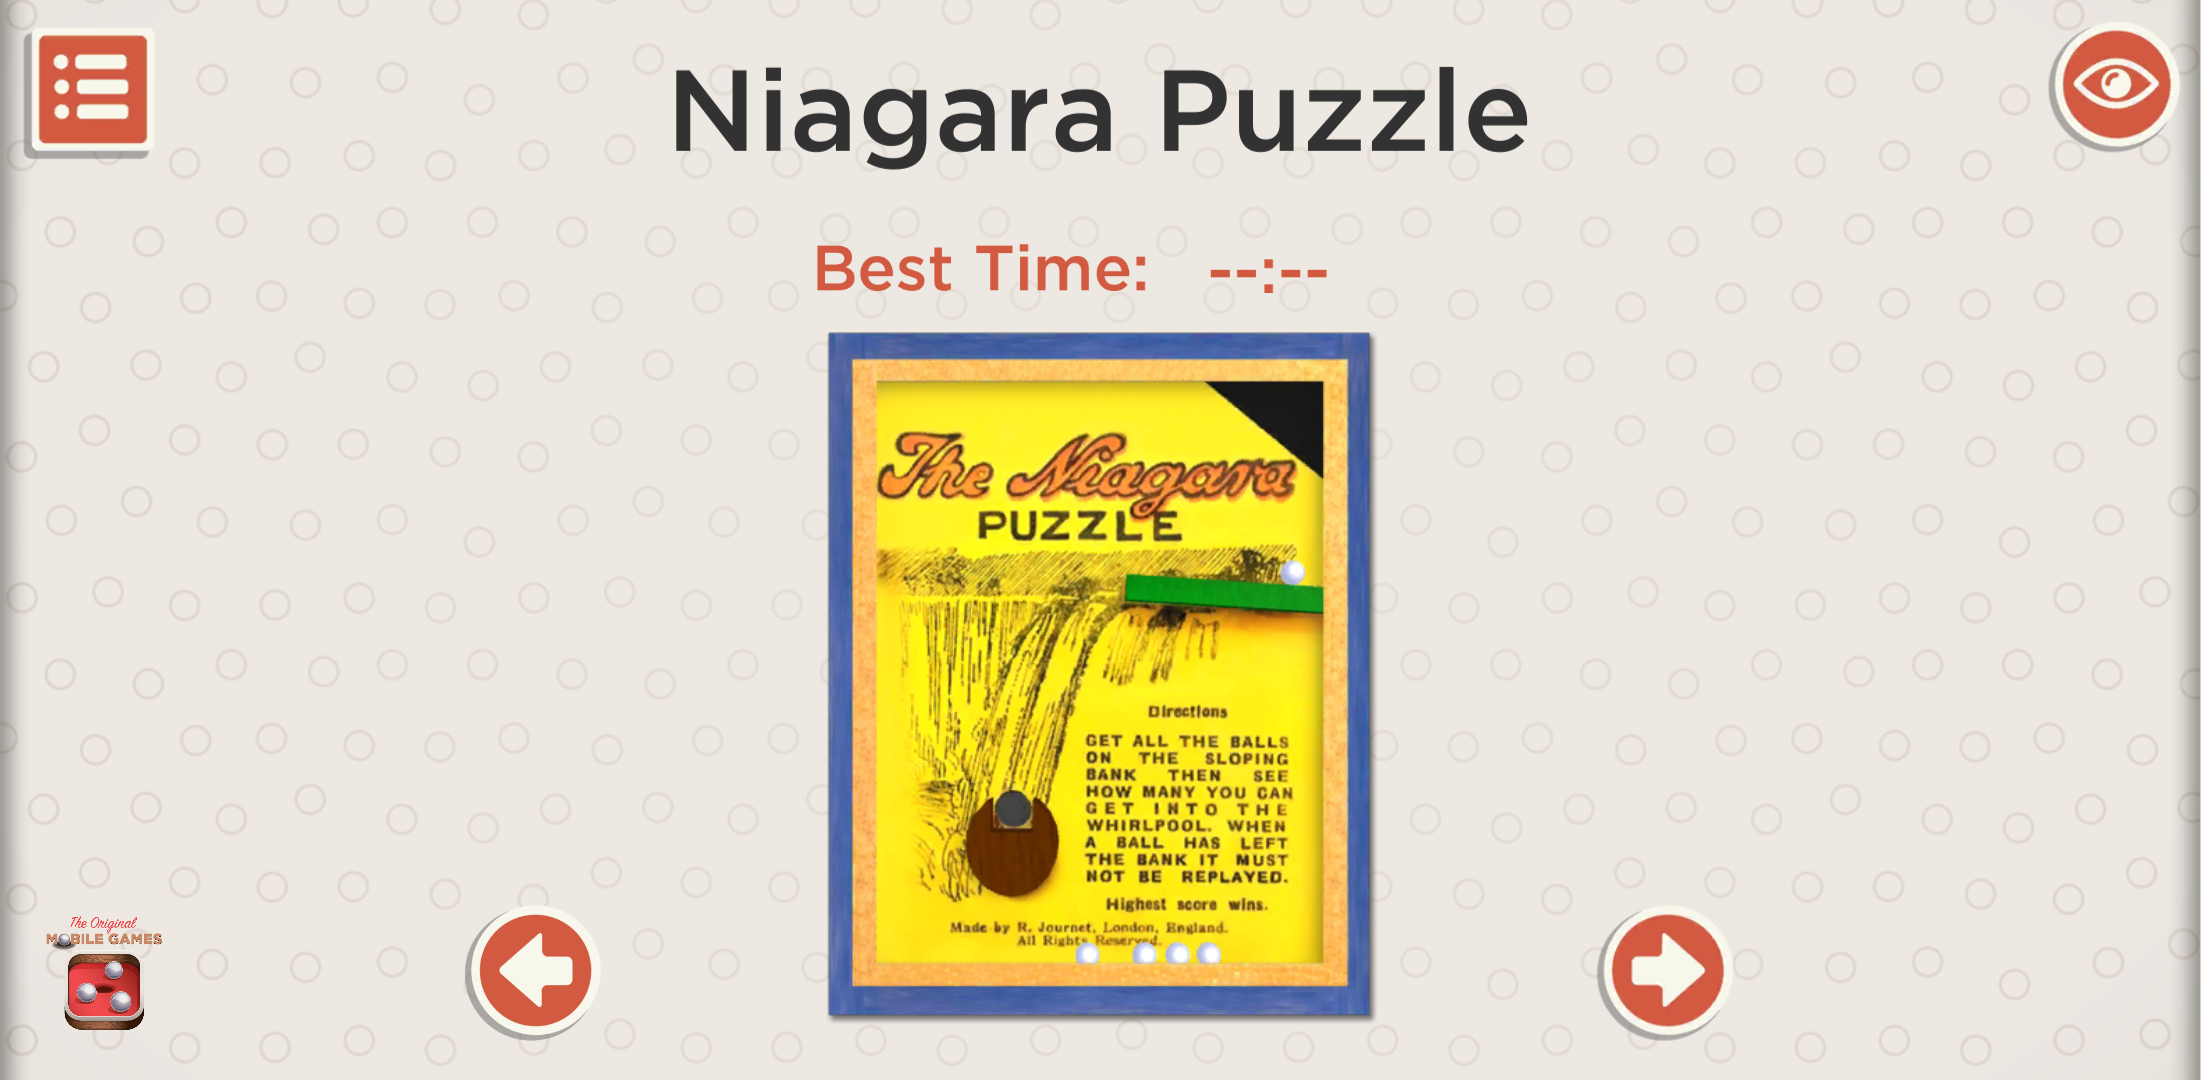 Niagara Puzzle
Best Time: --:--
The Niagara
PUZZLE
Directions
GET ALL THE BALLS
ON THE SLOPING
BANK THEN SEE
HOW MANY YOU CAN
GET INTO THE
WHIRLPOOL. WHEN
A BALL HAS LEFT
THE BANK IT MUST
NOT BE REPLAYED.
Highest score wins.
Made by R. Journet, London, England.
All Rights Reserved.
The Original
MOBILE GAMES